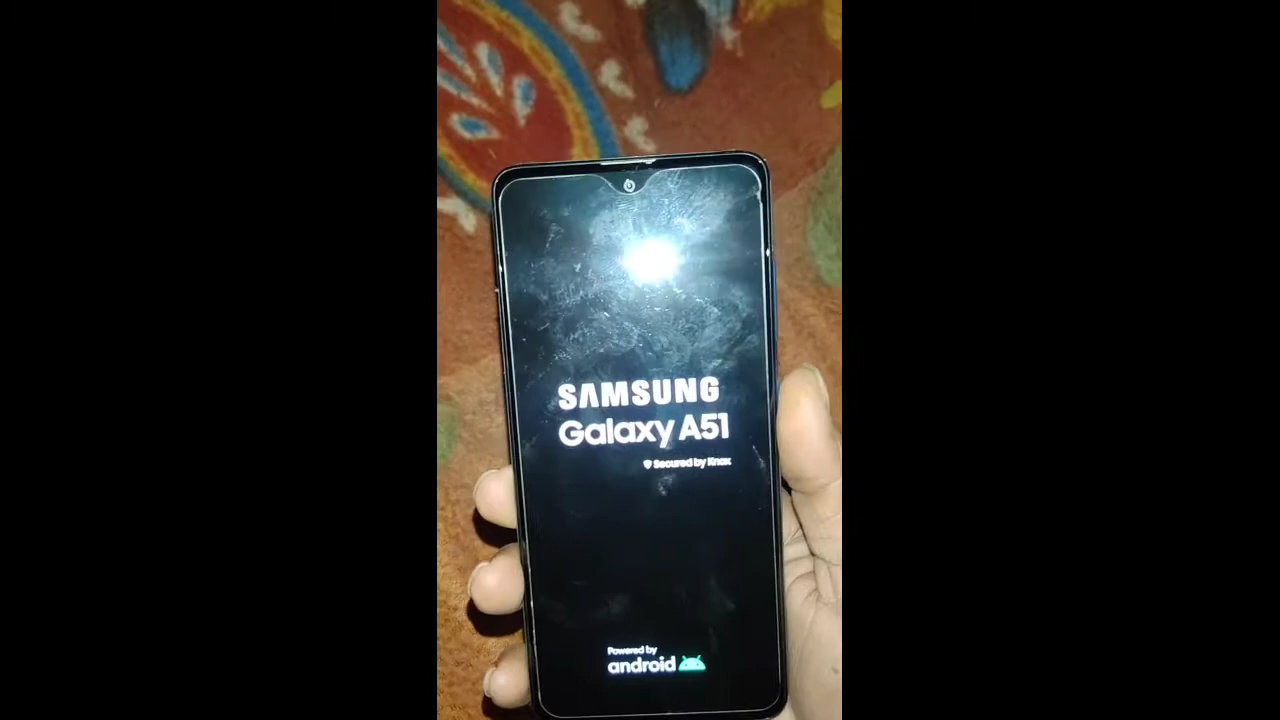 SAMSUNG
Galaxy A51
Secured by Knox
Powered by
android